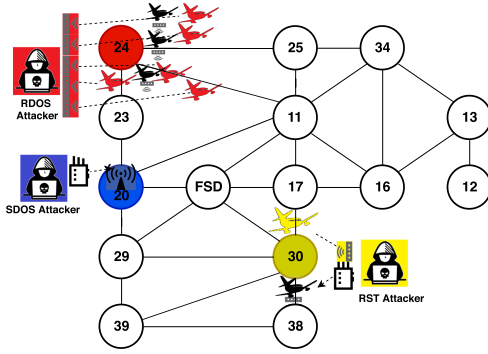 24
25
34
RDOS
Attacker
23
11
13
SDOS Attacker
20
FSD
17
16
12
29
30
RST Attacker
39
38